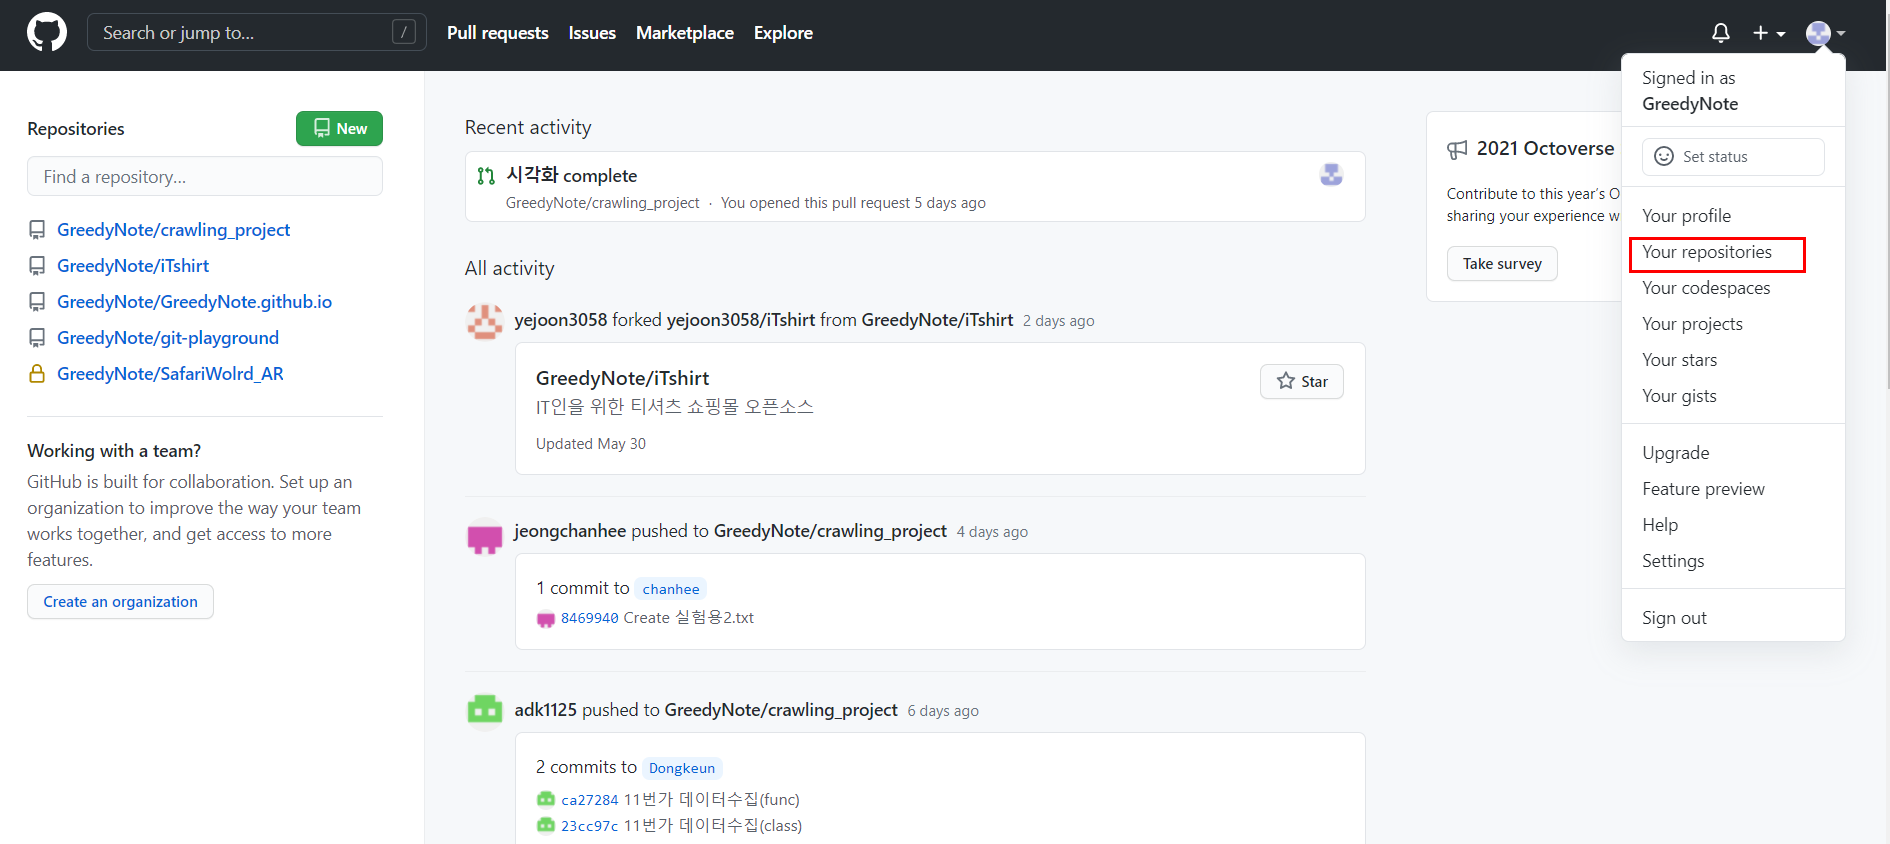 Search or jump to...
/
Pull requests
Issues
Marketplace
Explore
Repositories
New
Find a repository...
GreedyNote/crawling_project
GreedyNote/iTshirt
GreedyNote/GreedyNote.github.io
GreedyNote/git-playground
GreedyNote/SafariWolrd_AR
Working with a team?
GitHub is built for collaboration. Set up an
organization to improve the way your team
works together, and get access to more
features.
Create an organization
Recent activity
시각화 complete
GreedyNote/crawling_project · You opened this pull request 5 days ago
All activity
yejoon3058 forked yejoon3058/iTshirt from GreedyNote/iTshirt 2 days ago
GreedyNote/iTshirt
Star
IT인을 위한 티셔츠 쇼핑몰 오픈소스
Updated May 30
jeongchanhee pushed to GreedyNote/crawling_project 4 days ago
1 commit to chanhee
8469940 Create 실험용2.txt
adk1125 pushed to GreedyNote/crawling_project 6 days ago
2 commits to Dongkeun
ca27284 11번가 데이터수집(func)
23cc97c 11번가 데이터수집(class)
2021 Octoverse
Contribute to this year's O
sharing your experience w
Take survey
Signed in as
GreedyNote
Set status
Your profile
Your repositories
Your codespaces
Your projects
Your stars
Your gists
Upgrade
Feature preview
Help
Settings
Sign out